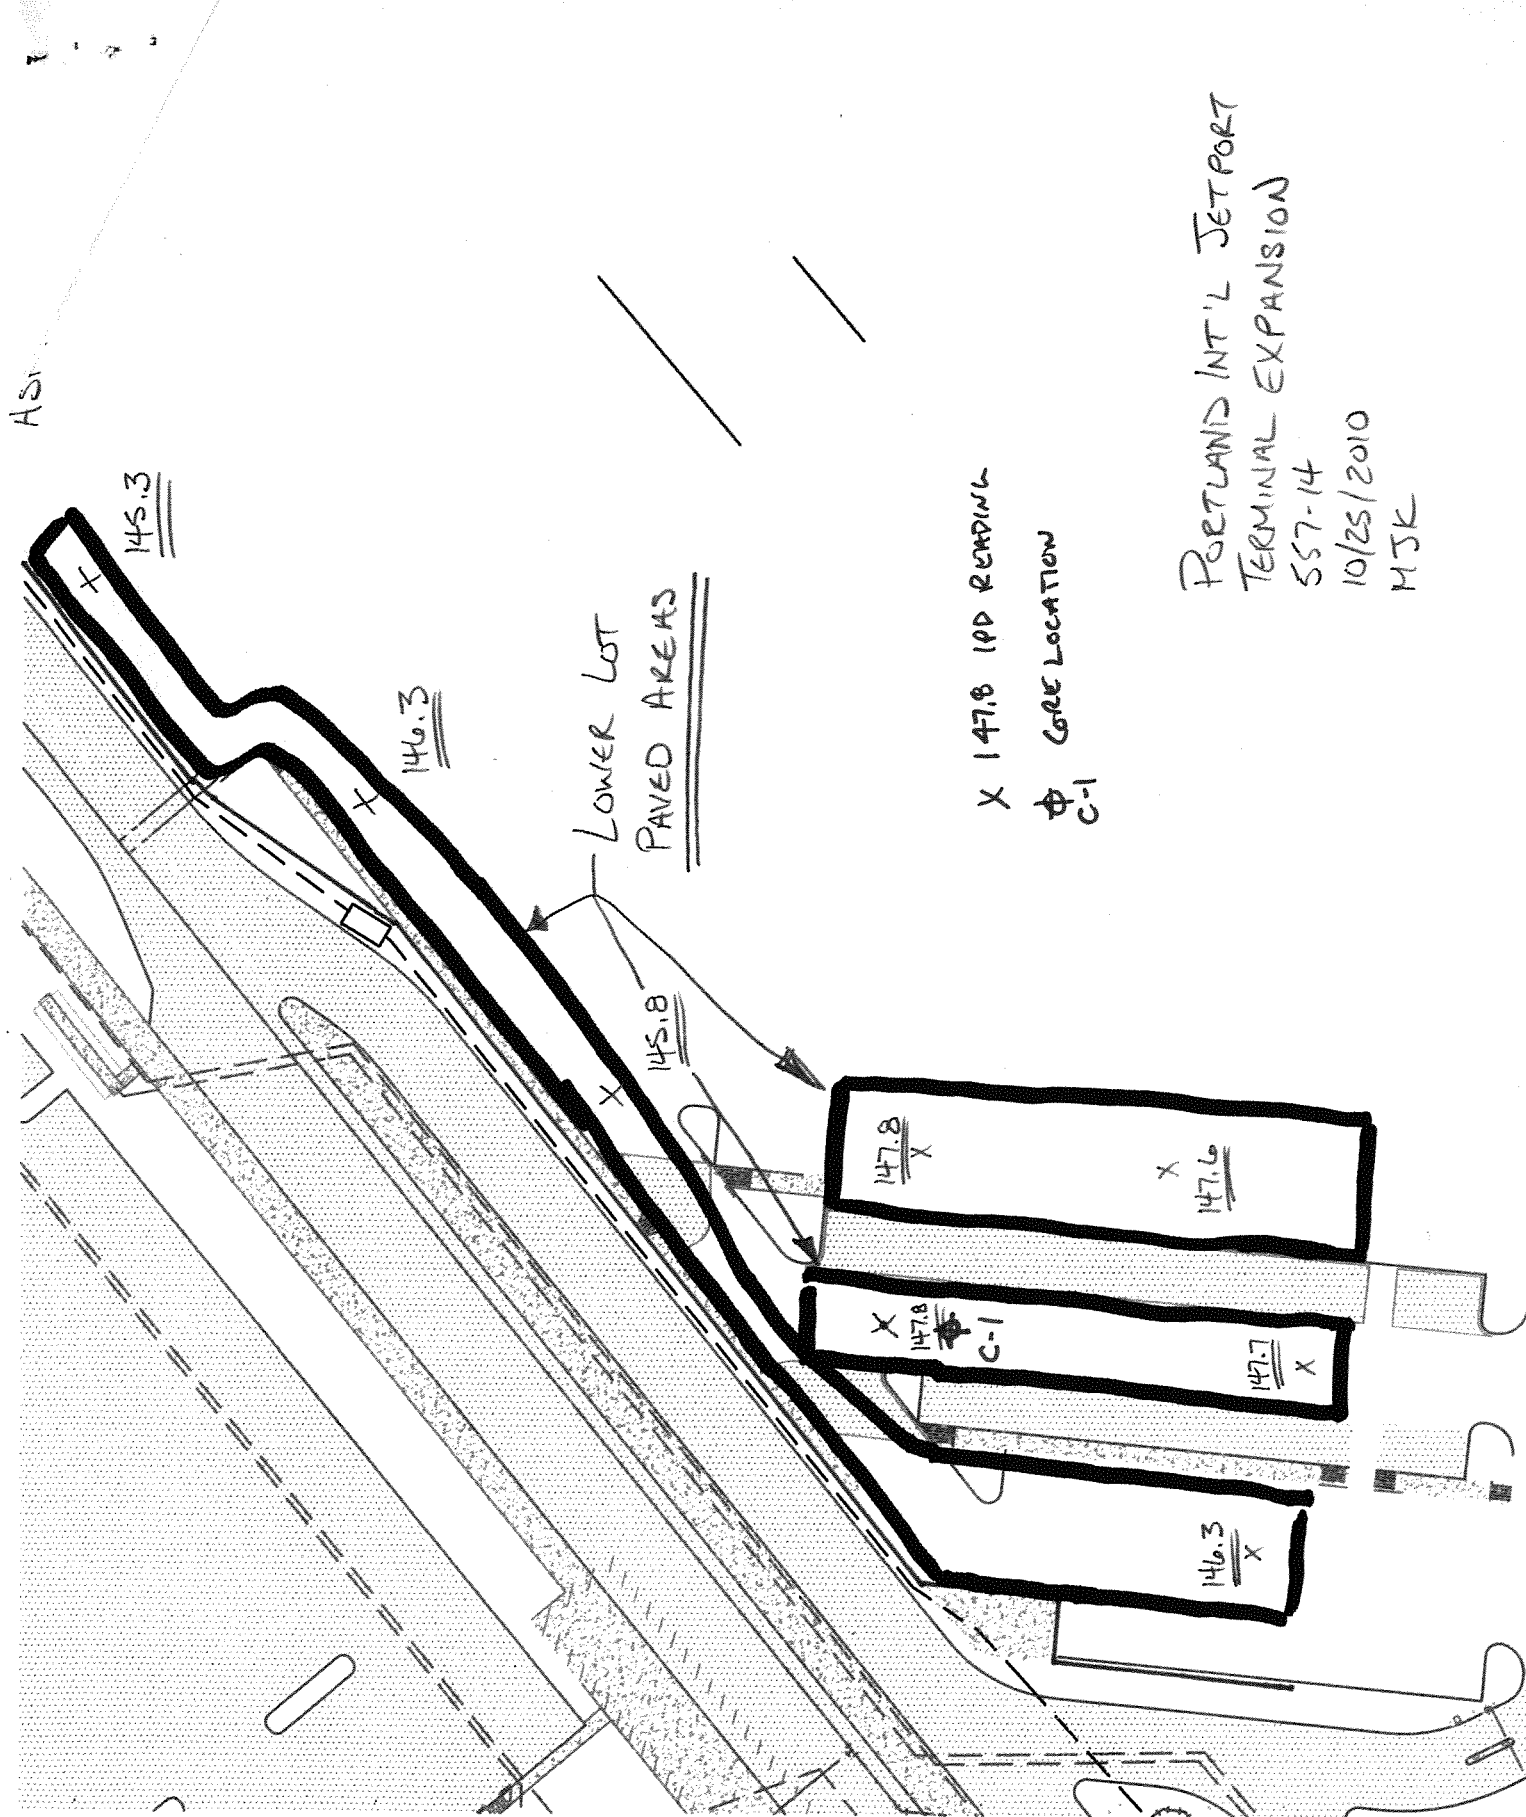 145.3
146.3
LOWER LOT
PAVED AREAS
145.8
147.8
147.6
147.8
C-1
147.7
146.3
X 147.8 IPD READING
C-1 CORE LOCATION
PORTLAND INT'L JETPORT
TERMINAL EXPANSION
557-14
10/25/2010
MJK